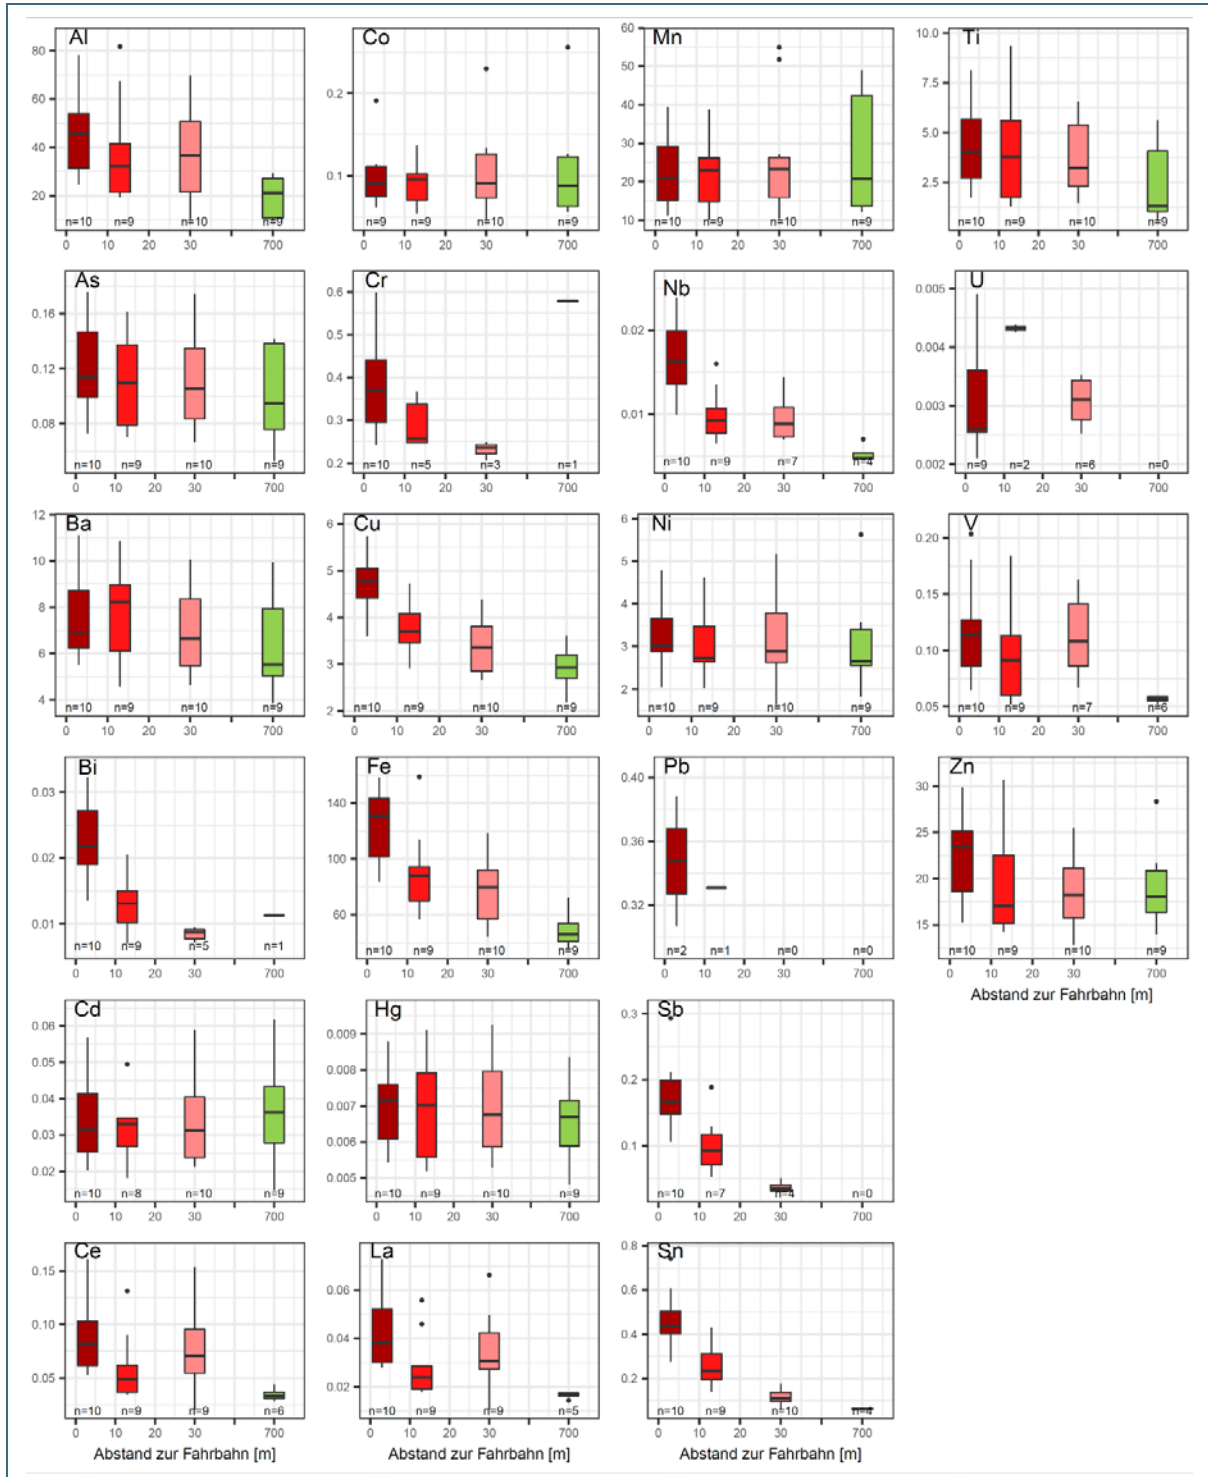 Al
80
60
40
20
n=10 n=9 n=10 n=9
0 10 20 30 700
Co
0.2
0.1
n=10 n=9 n=10 n=9
0 10 20 30 700
Mn
60
50
40
30
20
10
n=10 n=9 n=10 n=9
0 10 20 30 700
Ti
10.0
7.5
5.0
2.5
n=10 n=9 n=10 n=9
0 10 20 30 700
As
0.16
0.12
0.08
n=10 n=9 n=10 n=9
0 10 20 30 700
Cr
0.6
0.5
0.4
0.3
0.2
n=10 n=5 n=3 n=1
0 10 20 30 700
Nb
0.02
0.01
n=10 n=9 n=7 n=4
0 10 20 30 700
U
0.005
0.004
0.003
0.002
n=9 n=2 n=6 n=0
0 10 20 30 700
Ba
12
10
8
6
4
n=10 n=9 n=10 n=9
0 10 20 30 700
Cu
6
5
4
3
2
n=10 n=9 n=10 n=9
0 10 20 30 700
Ni
6
5
4
3
2
n=10 n=9 n=10 n=9
0 10 20 30 700
V
0.20
0.15
0.10
0.05
n=10 n=9 n=7 n=6
0 10 20 30 700
Bi
0.03
0.02
0.01
n=10 n=9 n=5 n=1
0 10 20 30 700
Fe
140
100
60
n=10 n=9 n=10 n=9
0 10 20 30 700
Pb
0.40
0.36
0.32
n=2 n=1 n=0 n=0
0 10 20 30 700
Zn
30
25
20
15
n=10 n=9 n=10 n=9
0 10 20 30 700
Abstand zur Fahrbahn [m]
Cd
0.06
0.05
0.04
0.03
0.02
n=10 n=8 n=10 n=9
0 10 20 30 700
Hg
0.009
0.008
0.007
0.006
0.005
n=10 n=9 n=10 n=9
0 10 20 30 700
Sb
0.3
0.2
0.1
n=10 n=7 n=4 n=0
0 10 20 30 700
Ce
0.15
0.10
0.05
n=10 n=9 n=9 n=6
0 10 20 30 700
Abstand zur Fahrbahn [m]
La
0.06
0.04
0.02
n=10 n=9 n=9 n=5
0 10 20 30 700
Abstand zur Fahrbahn [m]
Sn
0.8
0.6
0.4
0.2
n=10 n=9 n=10 n=4
0 10 20 30 700
Abstand zur Fahrbahn [m]